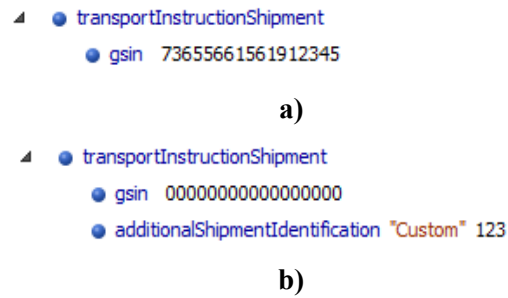 transportInstructionShipment
gsin 73655661561912345
a)
transportInstructionShipment
gsin 00000000000000000
additionalShipmentIdentification "Custom" 123
b)